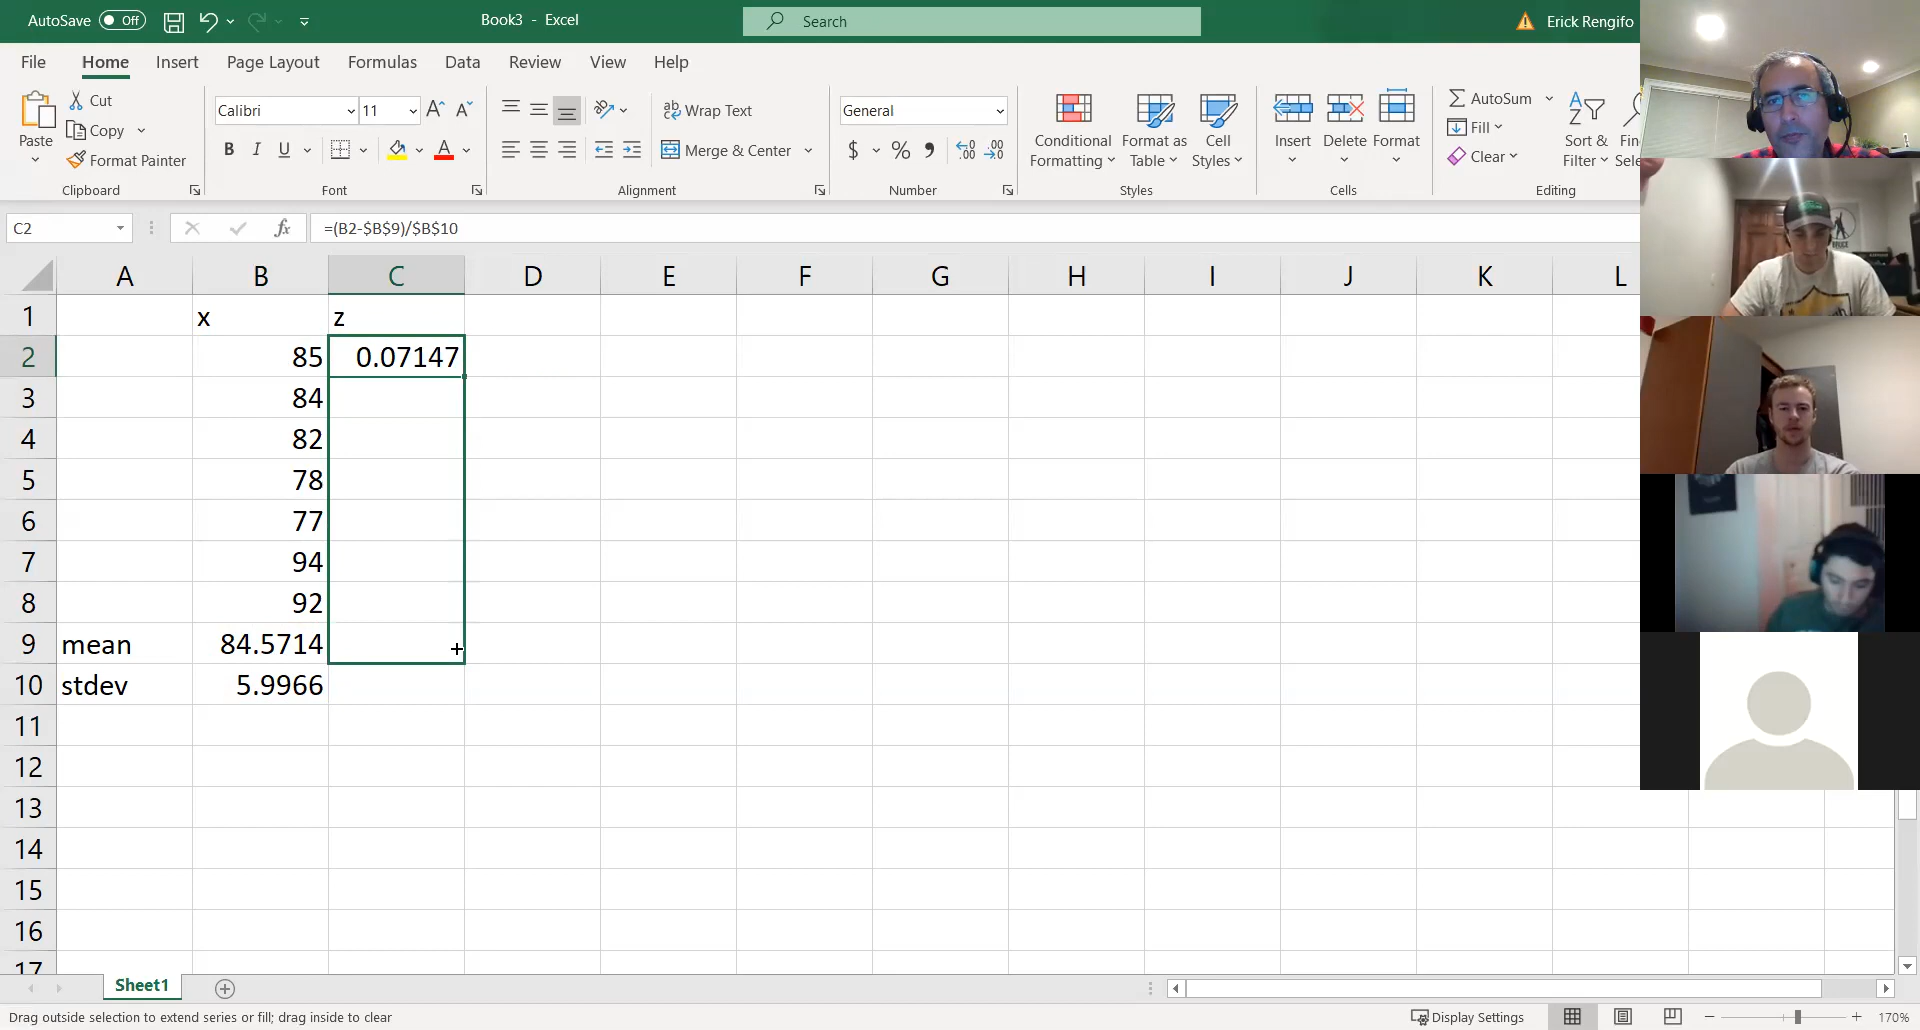 AutoSave Off Book3 - Excel Search Erick Rengifo
File Home Insert Page Layout Formulas Data Review View Help
Paste Cut Copy Format Painter
Clipboard
Calibri 11 A A
B I U A
Font
ab Wrap Text
Merge & Center
Alignment
General
$ % 9
Number
Conditional Formatting Format as Table Cell Styles
Styles
Insert Delete Format
Cells
AutoSum
Fill
Clear
Sort & Filter
Editing
C2 fx =(B2-$B$9)/$B$10
A B C D E F G H I J K L
1 x z
2 85 0.07147
3 84
4 82
5 78
6 77
7 94
8 92
9 mean 84.5714
10 stdev 5.9966
11
12
13
14
15
16
17
Sheet1
Drag outside selection to extend series or fill; drag inside to clear Display Settings 170%